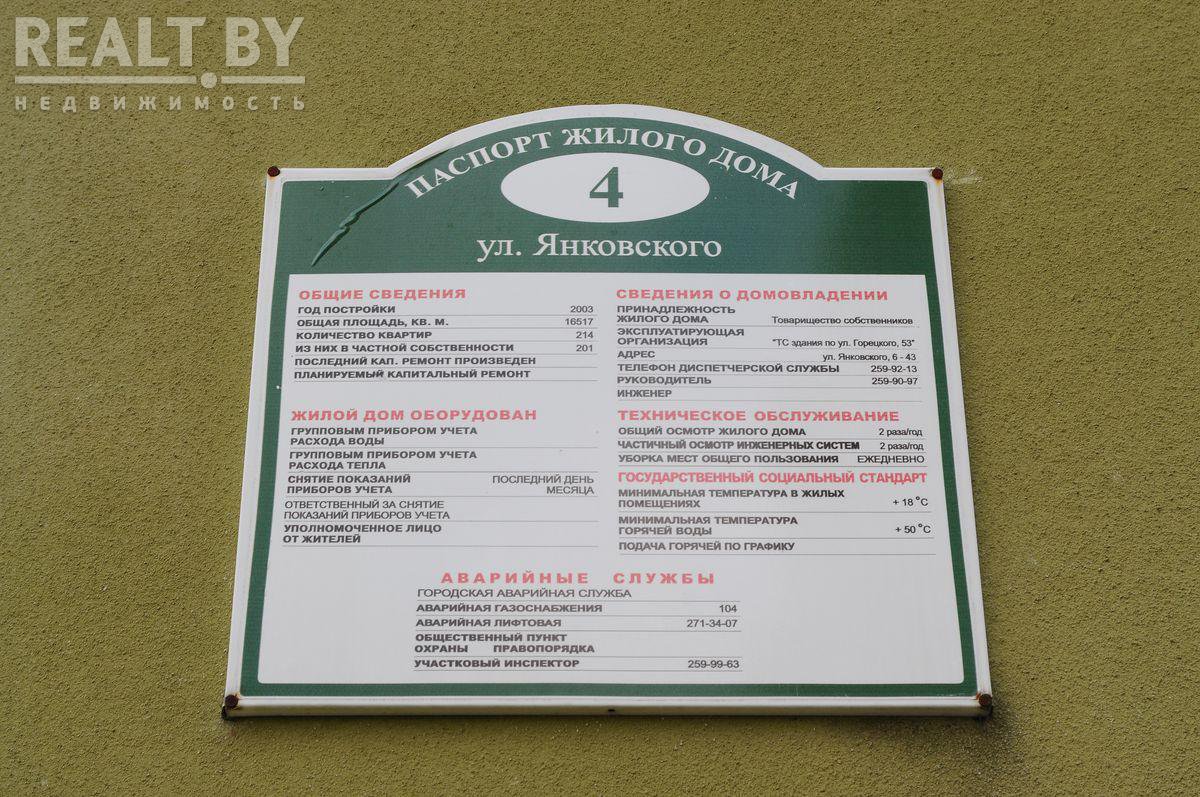 REALT.BY
НЕДВИЖИМОСТЬ
ПАСПОРТ ЖИЛОГО ДОМА
4
ул. Янковского
ОБЩИЕ СВЕДЕНИЯ
ГОД ПОСТРОЙКИ 2003
ОБЩАЯ ПЛОЩАДЬ, КВ. М. 16517
КОЛИЧЕСТВО КВАРТИР 214
ИЗ НИХ В ЧАСТНОЙ СОБСТВЕННОСТИ 201
ПОСЛЕДНИЙ КАП. РЕМОНТ ПРОИЗВЕДЕН
ПЛАНИРУЕМЫЙ КАПИТАЛЬНЫЙ РЕМОНТ
ЖИЛОЙ ДОМ ОБОРУДОВАН
ГРУППОВЫМ ПРИБОРОМ УЧЕТА
РАСХОДА ВОДЫ
ГРУППОВЫМ ПРИБОРОМ УЧЕТА
РАСХОДА ТЕПЛА
СНЯТИЕ ПОКАЗАНИЙ ПОСЛЕДНИЙ ДЕНЬ
ПРИБОРОВ УЧЕТА МЕСЯЦА
ОТВЕТСТВЕННЫЙ ЗА СНЯТИЕ
ПОКАЗАНИЙ ПРИБОРОВ УЧЕТА
УПОЛНОМОЧЕННОЕ ЛИЦО
ОТ ЖИТЕЛЕЙ
СВЕДЕНИЯ О ДОМОВЛАДЕНИИ
ПРИНАДЛЕЖНОСТЬ
ЖИЛОГО ДОМА Товарищество собственников
ЭКСПЛУАТИРУЮЩАЯ
ОРГАНИЗАЦИЯ "ТС здания по ул. Горецкого, 53"
АДРЕС ул. Янковского, 6 - 43
ТЕЛЕФОН ДИСПЕТЧЕРСКОЙ СЛУЖБЫ 259-92-13
РУКОВОДИТЕЛЬ 259-90-97
ИНЖЕНЕР
ТЕХНИЧЕСКОЕ ОБСЛУЖИВАНИЕ
ОБЩИЙ ОСМОТР ЖИЛОГО ДОМА 2 раза/год
ЧАСТИЧНЫЙ ОСМОТР ИНЖЕНЕРНЫХ СИСТЕМ 2 раза/год
УБОРКА МЕСТ ОБЩЕГО ПОЛЬЗОВАНИЯ ЕЖЕДНЕВНО
ГОСУДАРСТВЕННЫЙ СОЦИАЛЬНЫЙ СТАНДАРТ
МИНИМАЛЬНАЯ ТЕМПЕРАТУРА В ЖИЛЫХ
ПОМЕЩЕНИЯХ + 18 °C
МИНИМАЛЬНАЯ ТЕМПЕРАТУРА
ГОРЯЧЕЙ ВОДЫ + 50 °C
ПОДАЧА ГОРЯЧЕЙ ПО ГРАФИКУ
АВАРИЙНЫЕ СЛУЖБЫ
ГОРОДСКАЯ АВАРИЙНАЯ СЛУЖБА
АВАРИЙНАЯ ГАЗОСНАБЖЕНИЯ 104
АВАРИЙНАЯ ЛИФТОВАЯ 271-34-07
ОБЩЕСТВЕННЫЙ ПУНКТ
ОХРАНЫ ПРАВОПОРЯДКА
УЧАСТКОВЫЙ ИНСПЕКТОР 259-99-63